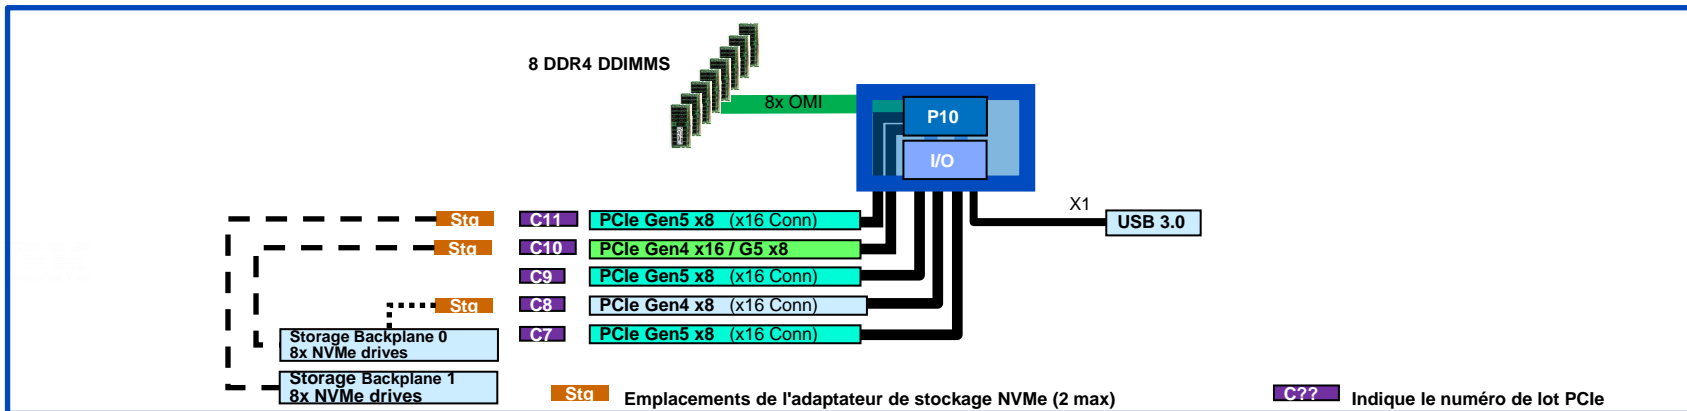 8 DDR4 DDIMMS
8x OMI
P10
I/O
X1
USB 3.0
Stg C11 PCIe Gen5 x8 (x16 Conn)
Stg C10 PCIe Gen4 x16 / G5 x8
C9 PCIe Gen5 x8 (x16 Conn)
Stg C8 PCIe Gen4 x8 (x16 Conn)
C7 PCIe Gen5 x8 (x16 Conn)
Storage Backplane 0
8x NVMe drives
Storage Backplane 1
8x NVMe drives
Stg Emplacements de l'adaptateur de stockage NVMe (2 max)
C?? Indique le numéro de lot PCIe